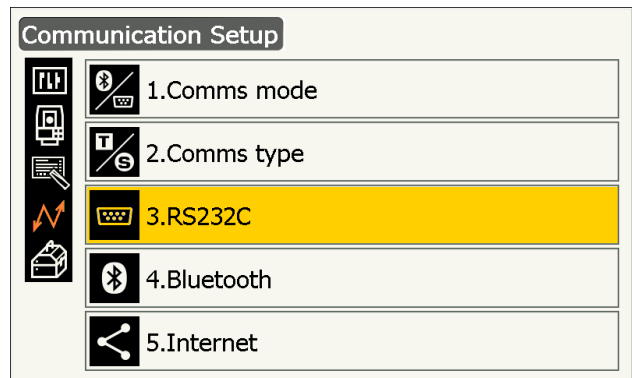 Communication Setup
1.Comms mode
T
S
2.Comms type
3.RS232C
4.Bluetooth
5.Internet